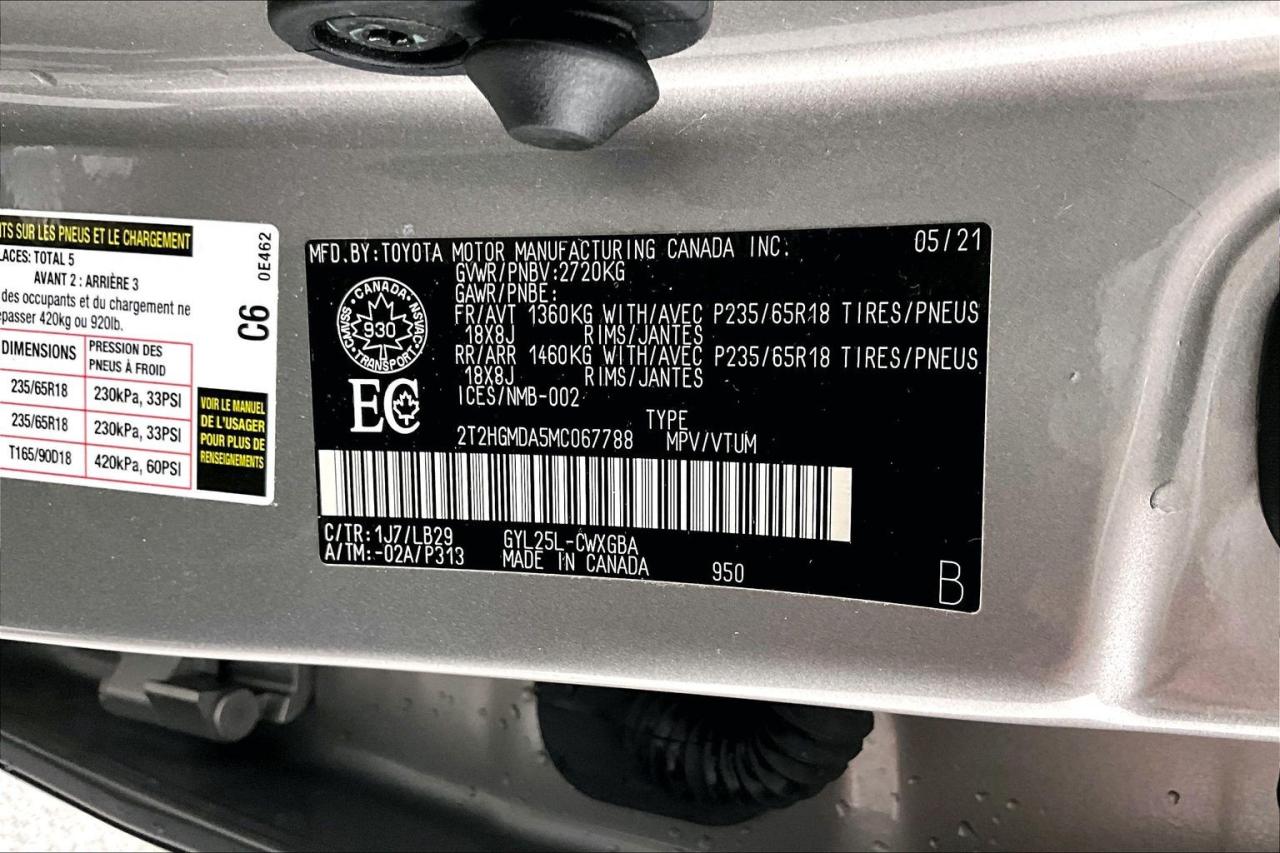 TS SUR LES PNEUS ET LE CHARGEMENT
LACES: TOTAL 5
AVANT 2 : ARRIÈRE 3
des occupants et du chargement ne
passer 420kg ou 920lb.
DIMENSIONS PRESSION DES PNEUS À FROID
235/65R18 230kPa, 33PSI
235/65R18 230kPa, 33PSI
T165/90D18 420kPa, 60PSI
VOIR LE MANUEL
DE L'USAGER
POUR PLUS DE
RENSEIGNEMENTS
C6
0E462
MFD.BY:TOYOTA MOTOR MANUFACTURING CANADA INC. 05/21
GVWR/PNBV:2720KG
GAWR/PNBE:
FR/AVT 1360KG WITH/AVEC P235/65R18 TIRES/PNEUS
18X8J RIMS/JANTES
RR/ARR 1460KG WITH/AVEC P235/65R18 TIRES/PNEUS
18X8J RIMS/JANTES
ICES/NMB-002
CANADA
CMVSS 930 NSVAC
TRANSPORT
EC
TYPE
2T2HGMDA5MC067788 MPV/VTUM
C/TR:1J7/LB29 GYL25L-CWXGBA
A/TM:-02A/P313 MADE IN CANADA 950
B